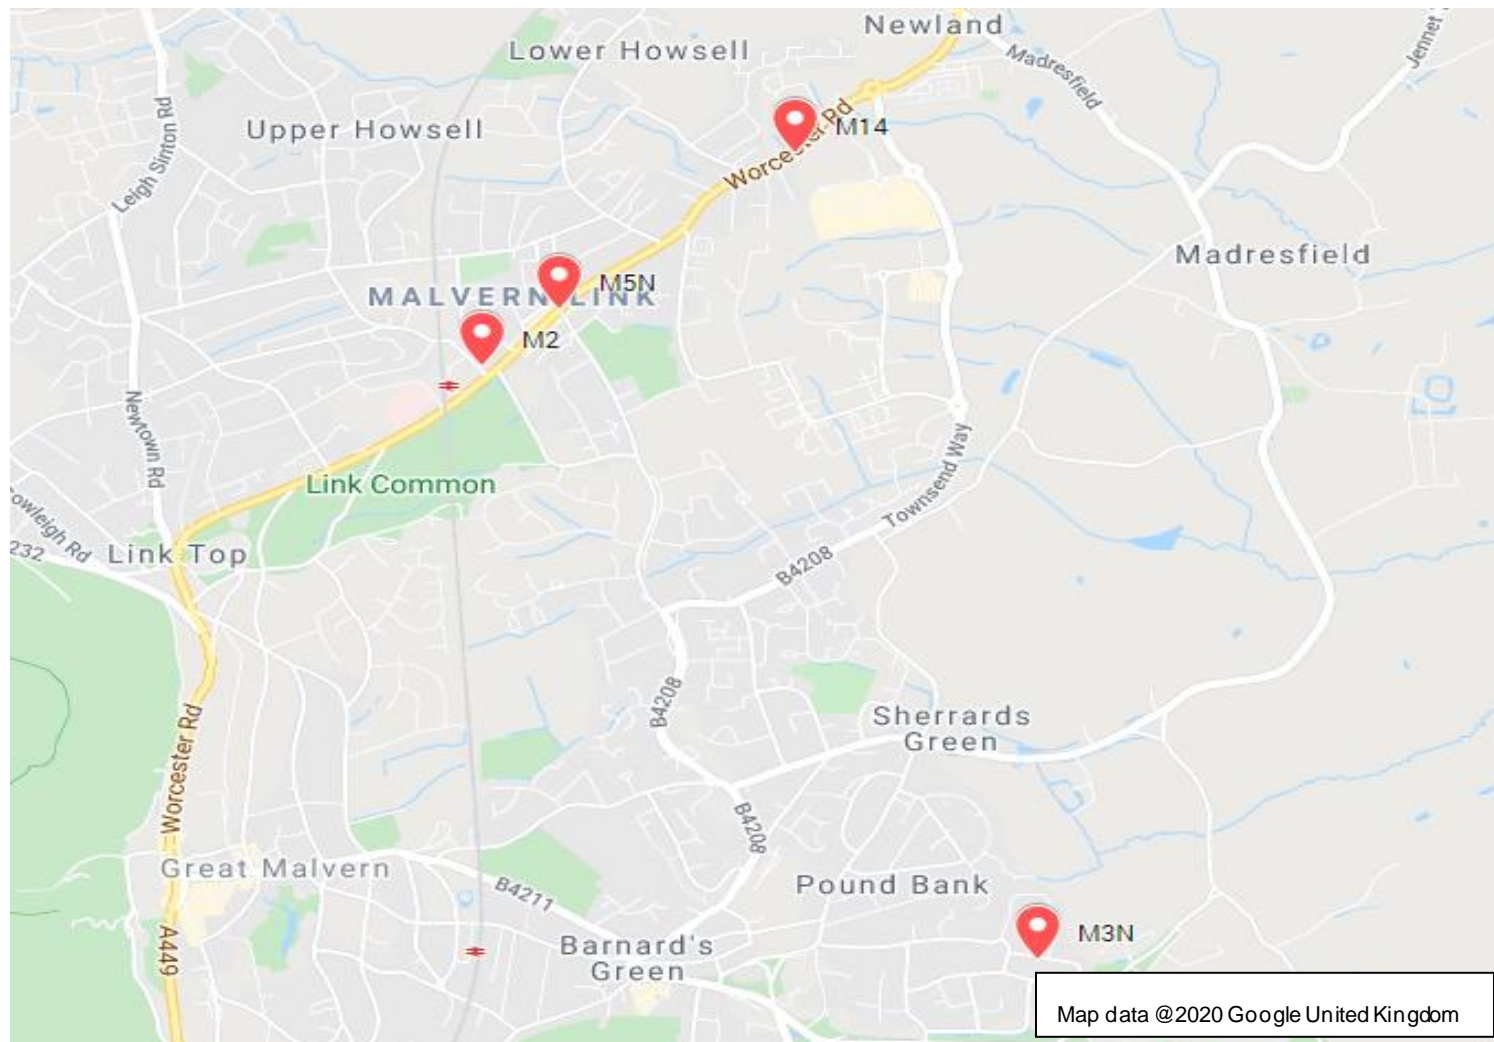 Newland
Lower Howsell
Madresfield
Jennet
Leigh Sinton Rd
Upper Howsell
Worcester Rd
M14
Madresfield
M5N
MALVERN LINK
M2
Newtown Rd
Link Common
Townsend Way
owleigh Rd
232
Link Top
B4208
B4208
Worcester Rd
Sherrards
Green
B4208
Great Malvern
B4211
Pound Bank
A449
Barnard's
Green
M3N
Map data @2020 Google United Kingdom